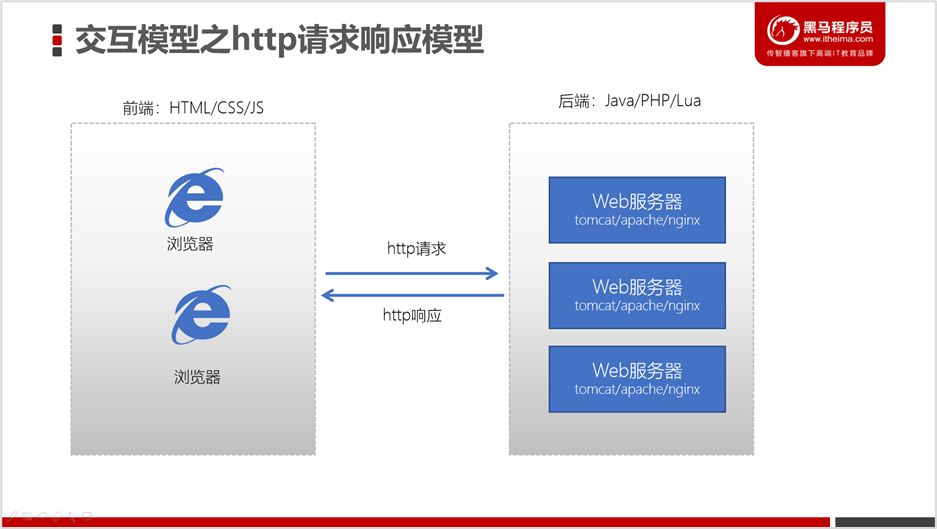 交互模型之http请求响应模型
黑马程序员
www.itheima.com
传智播客旗下高端IT教育品牌
前端：HTML/CSS/JS
后端：Java/PHP/Lua
浏览器
浏览器
http请求
http响应
Web服务器
tomcat/apache/nginx
Web服务器
tomcat/apache/nginx
Web服务器
tomcat/apache/nginx